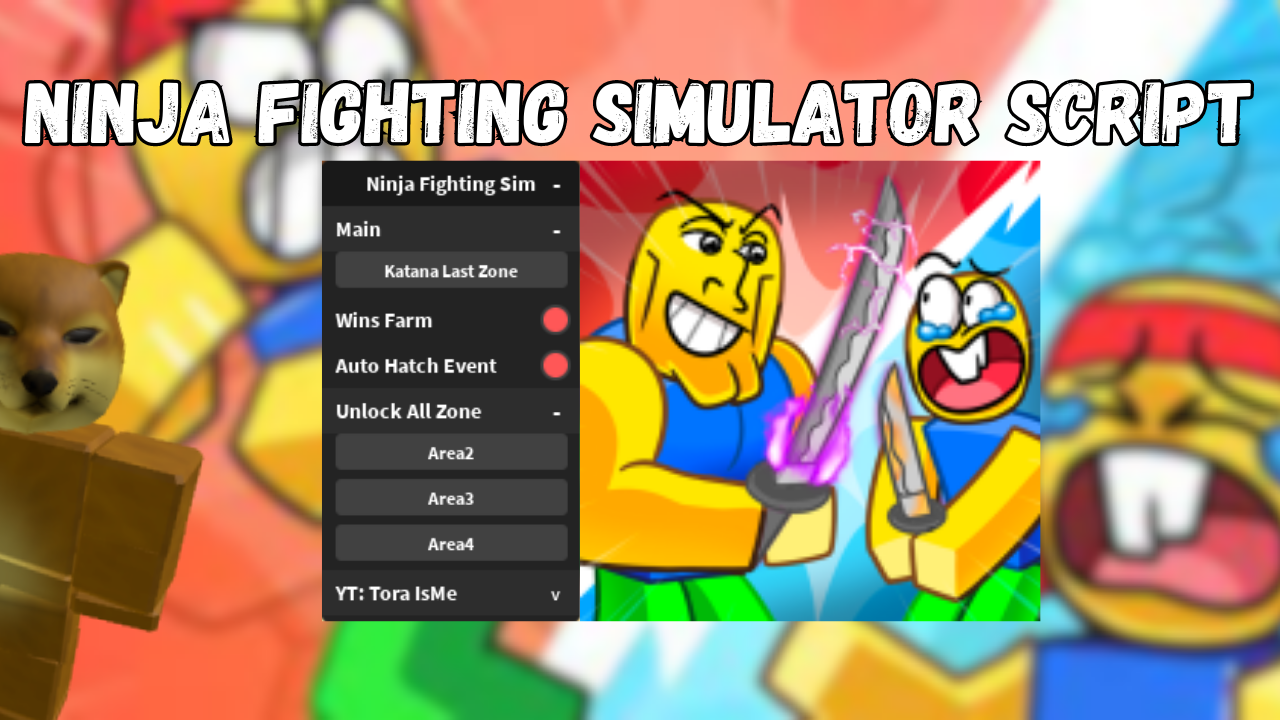 NINJA FIGHTING SIMULATOR SCRIPT
Ninja Fighting Sim -
Main -
Katana Last Zone
Wins Farm
Auto Hatch Event
Unlock All Zone -
Area2
Area3
Area4
YT: Tora IsMe v